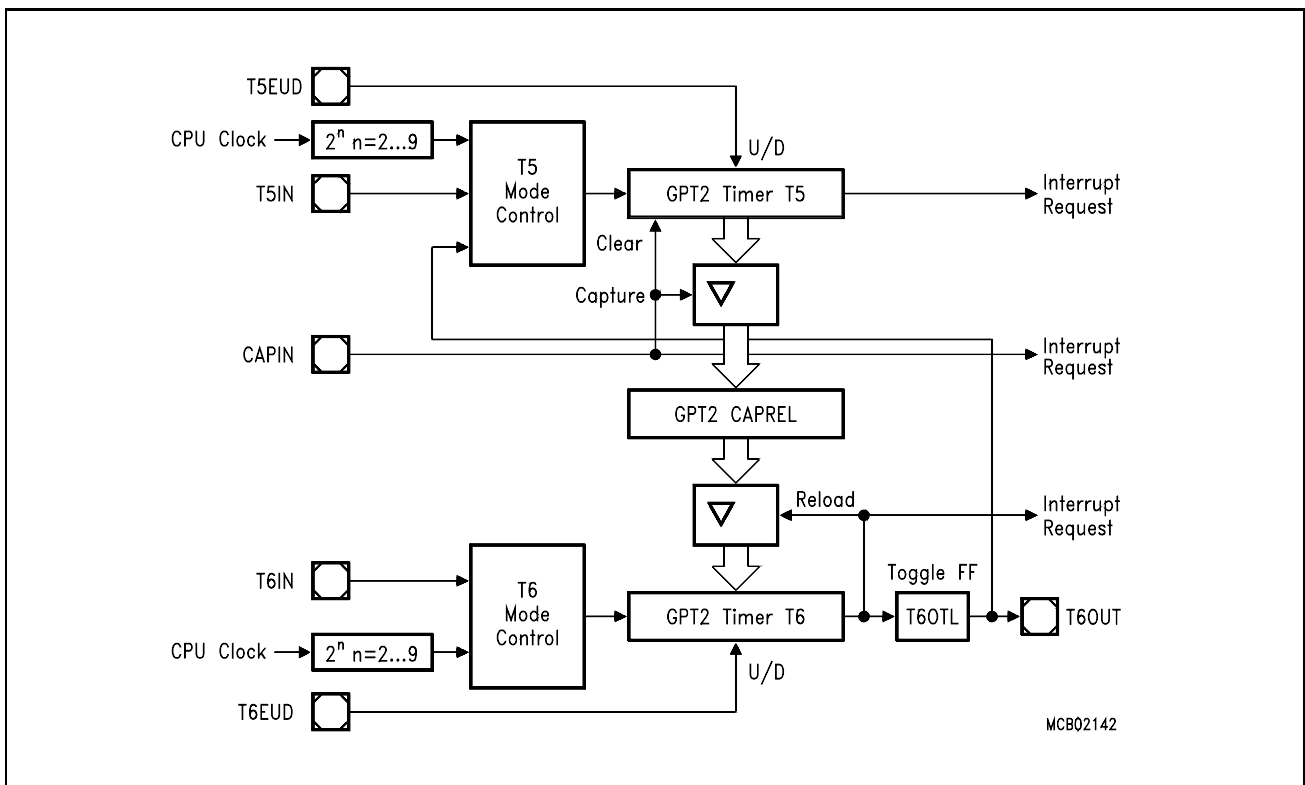 T5EUD
U/D
CPU Clock
2ⁿ n=2...9
T5
Mode
Control
T5IN
GPT2 Timer T5
Interrupt
Request
Clear
Capture
CAPIN
Interrupt
Request
GPT2 CAPREL
Reload
Interrupt
Request
T6IN
T6
Mode
Control
Toggle FF
GPT2 Timer T6
T6OTL
T6OUT
CPU Clock
2ⁿ n=2...9
U/D
T6EUD
MCB02142